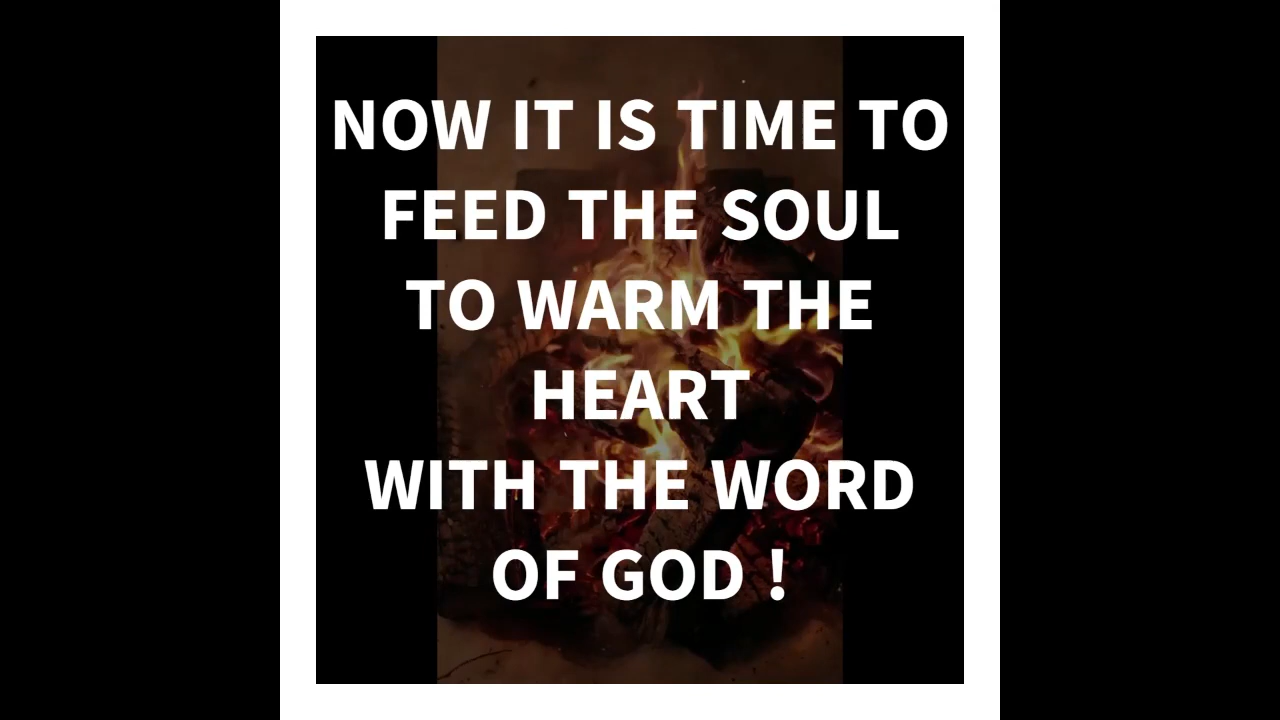 NOW IT IS TIME TO
FEED THE SOUL
TO WARM THE
HEART
WITH THE WORD
OF GOD !